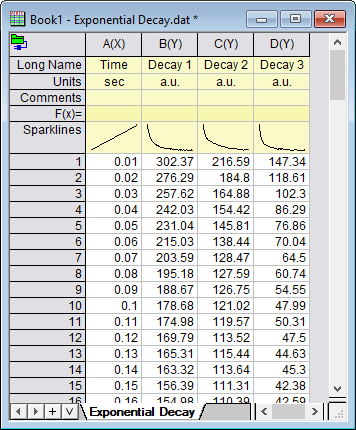 Book1 - Exponential Decay.dat *
A(X) B(Y) C(Y) D(Y)
Long Name Time Decay 1 Decay 2 Decay 3
Units sec a.u. a.u. a.u.
Comments
F(x)=
Sparklines
1 0.01 302.37 216.59 147.34
2 0.02 276.29 184.8 118.61
3 0.03 257.62 164.88 102.3
4 0.04 242.03 154.42 86.29
5 0.05 231.04 145.81 76.86
6 0.06 215.03 138.44 70.04
7 0.07 203.59 128.47 64.5
8 0.08 195.18 127.59 60.74
9 0.09 188.67 126.75 54.55
10 0.1 178.68 121.02 47.99
11 0.11 174.98 119.57 50.31
12 0.12 169.79 113.52 47.5
13 0.13 165.31 115.44 44.63
14 0.14 163.32 113.64 45.3
15 0.15 156.39 111.31 42.38
16 0.16 154.98 110.39 42.59
Exponential Decay